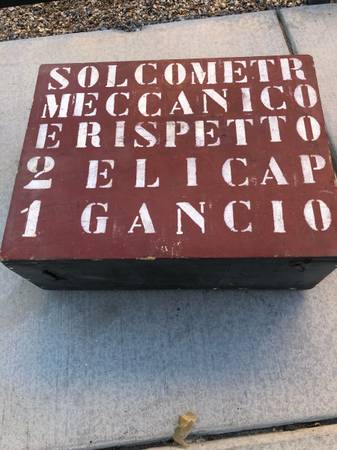 SOLCOMETR
MECCANICO
E RISPETTO
2 ELICAP
1 GANCIO